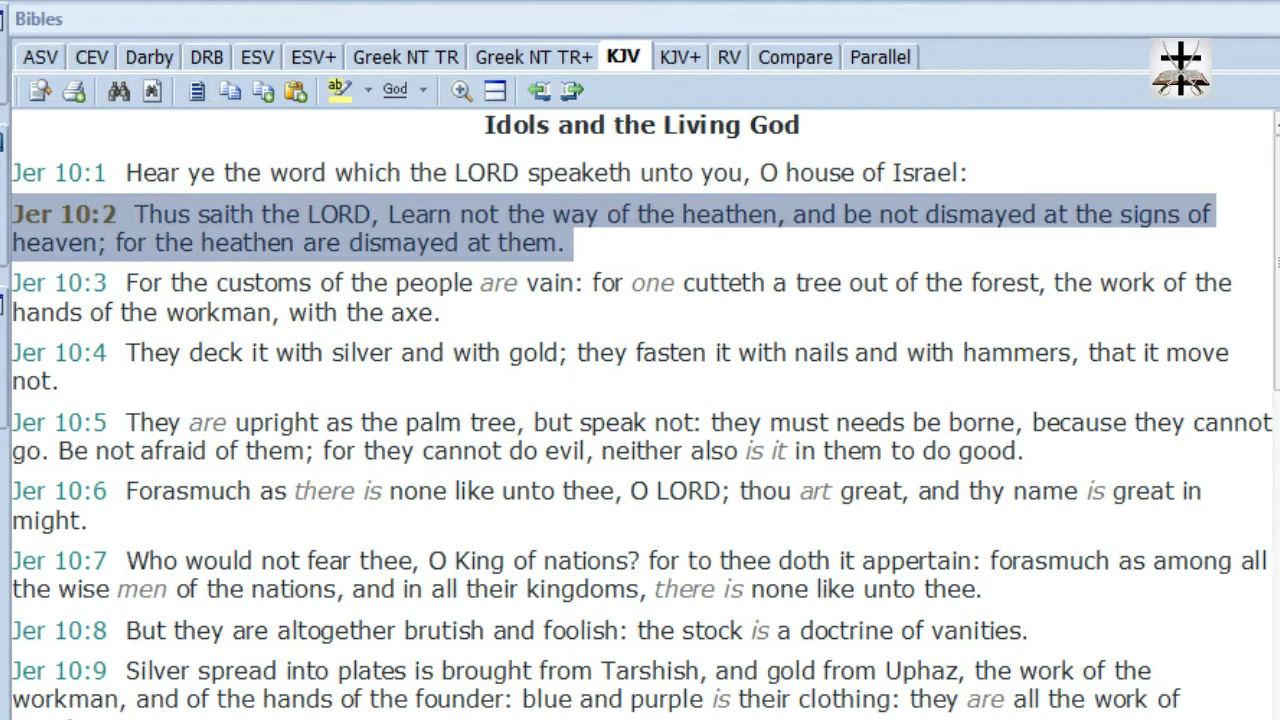 Bibles
ASV CEV Darby DRB ESV ESV+ Greek NT TR Greek NT TR+ KJV KJV+ RV Compare Parallel
ab God
Idols and the Living God
Jer 10:1 Hear ye the word which the LORD speaketh unto you, O house of Israel:
Jer 10:2 Thus saith the LORD, Learn not the way of the heathen, and be not dismayed at the signs of
heaven; for the heathen are dismayed at them.
Jer 10:3 For the customs of the people are vain: for one cutteth a tree out of the forest, the work of the
hands of the workman, with the axe.
Jer 10:4 They deck it with silver and with gold; they fasten it with nails and with hammers, that it move
not.
Jer 10:5 They are upright as the palm tree, but speak not: they must needs be borne, because they cannot
go. Be not afraid of them; for they cannot do evil, neither also is it in them to do good.
Jer 10:6 Forasmuch as there is none like unto thee, O LORD; thou art great, and thy name is great in
might.
Jer 10:7 Who would not fear thee, O King of nations? for to thee doth it appertain: forasmuch as among all
the wise men of the nations, and in all their kingdoms, there is none like unto thee.
Jer 10:8 But they are altogether brutish and foolish: the stock is a doctrine of vanities.
Jer 10:9 Silver spread into plates is brought from Tarshish, and gold from Uphaz, the work of the
workman, and of the hands of the founder: blue and purple is their clothing: they are all the work of